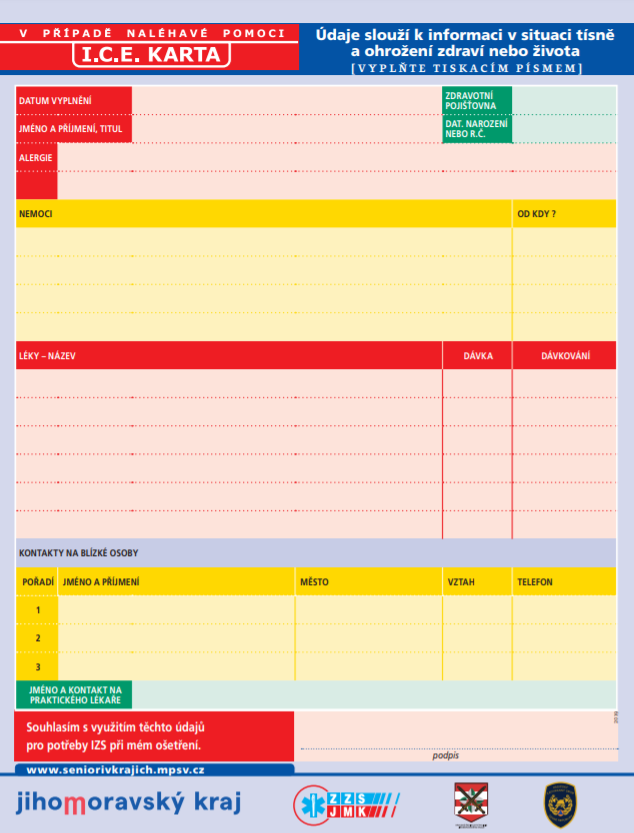 V PŘÍPADĚ NALÉHAVÉ POMOCI
I.C.E. KARTA
Údaje slouží k informaci v situaci tísně
a ohrožení zdraví nebo života
[VYPLŇTE TISKACÍM PÍSMEM]
DATUM VYPLNĚNÍ
ZDRAVOTNÍ
POJIŠŤOVNA
JMÉNO A PŘÍJMENÍ, TITUL
DAT. NAROZENÍ
NEBO R.Č.
ALERGIE
NEMOCI
OD KDY ?
LÉKY – NÁZEV
DÁVKA
DÁVKOVÁNÍ
KONTAKTY NA BLÍZKÉ OSOBY
POŘADÍ
JMÉNO A PŘÍJMENÍ
MĚSTO
VZTAH
TELEFON
1
2
3
JMÉNO A KONTAKT NA
PRAKTICKÉHO LÉKAŘE
Souhlasím s využitím těchto údajů
pro potřeby IZS při mém ošetření.
podpis
www.seniorivkrajich.mpsv.cz
jihomoravský kraj
ZZS
JMK